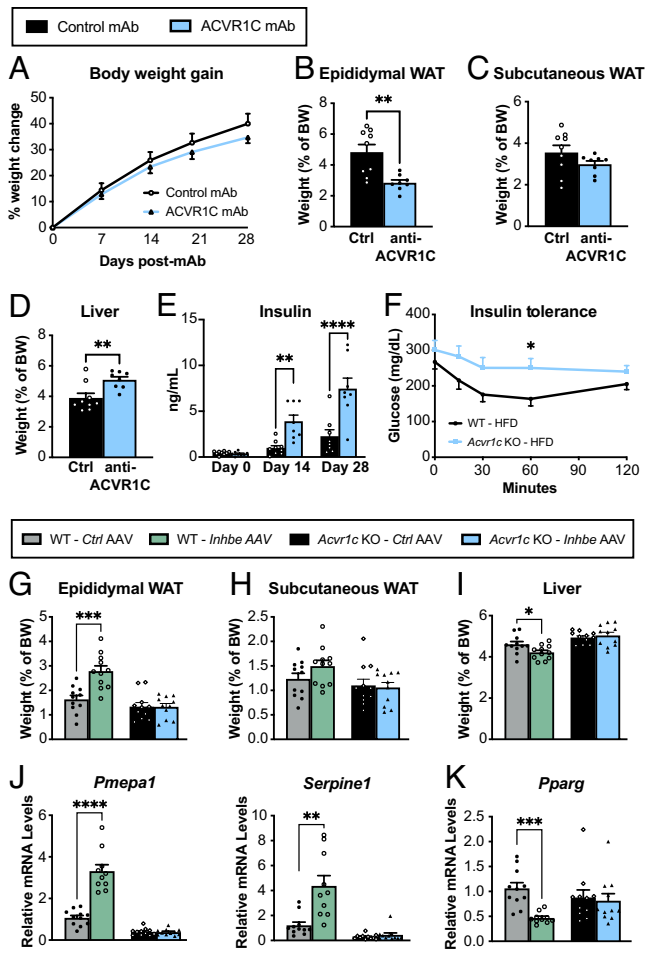 Control mAb ACVR1C mAb
A Body weight gain
% weight change
50
40
30
20
10
0
Control mAb
ACVR1C mAb
0 7 14 21 28
Days post-mAb
B Epididymal WAT
Weight (% of BW)
8
6
4
2
0
**
Ctrl anti-
ACVR1C
C Subcutaneous WAT
Weight (% of BW)
6
4
2
0
Ctrl anti-
ACVR1C
D Liver
Weight (% of BW)
8
6
4
2
0
**
Ctrl anti-
ACVR1C
E Insulin
ng/mL
15
10
5
0
**
****
Day 0 Day 14 Day 28
F Insulin tolerance
Glucose (mg/dL)
400
300
200
100
0
*
WT - HFD
Acvr1c KO - HFD
0 30 60 120
Minutes
WT - Ctrl AAV WT - Inhbe AAV Acvr1c KO - Ctrl AAV Acvr1c KO - Inhbe AAV
G Epididymal WAT
Weight (% of BW)
5
4
3
2
1
0
***
H Subcutaneous WAT
Weight (% of BW)
2.5
2.0
1.5
1.0
0.5
0.0
I Liver
Weight (% of BW)
6
4
2
0
*
J Pmepa1
Relative mRNA Levels
6
4
2
0
****
Serpine1
Relative mRNA Levels
10
8
6
4
2
0
**
K Pparg
Relative mRNA Levels
2.5
2.0
1.5
1.0
0.5
0.0
***